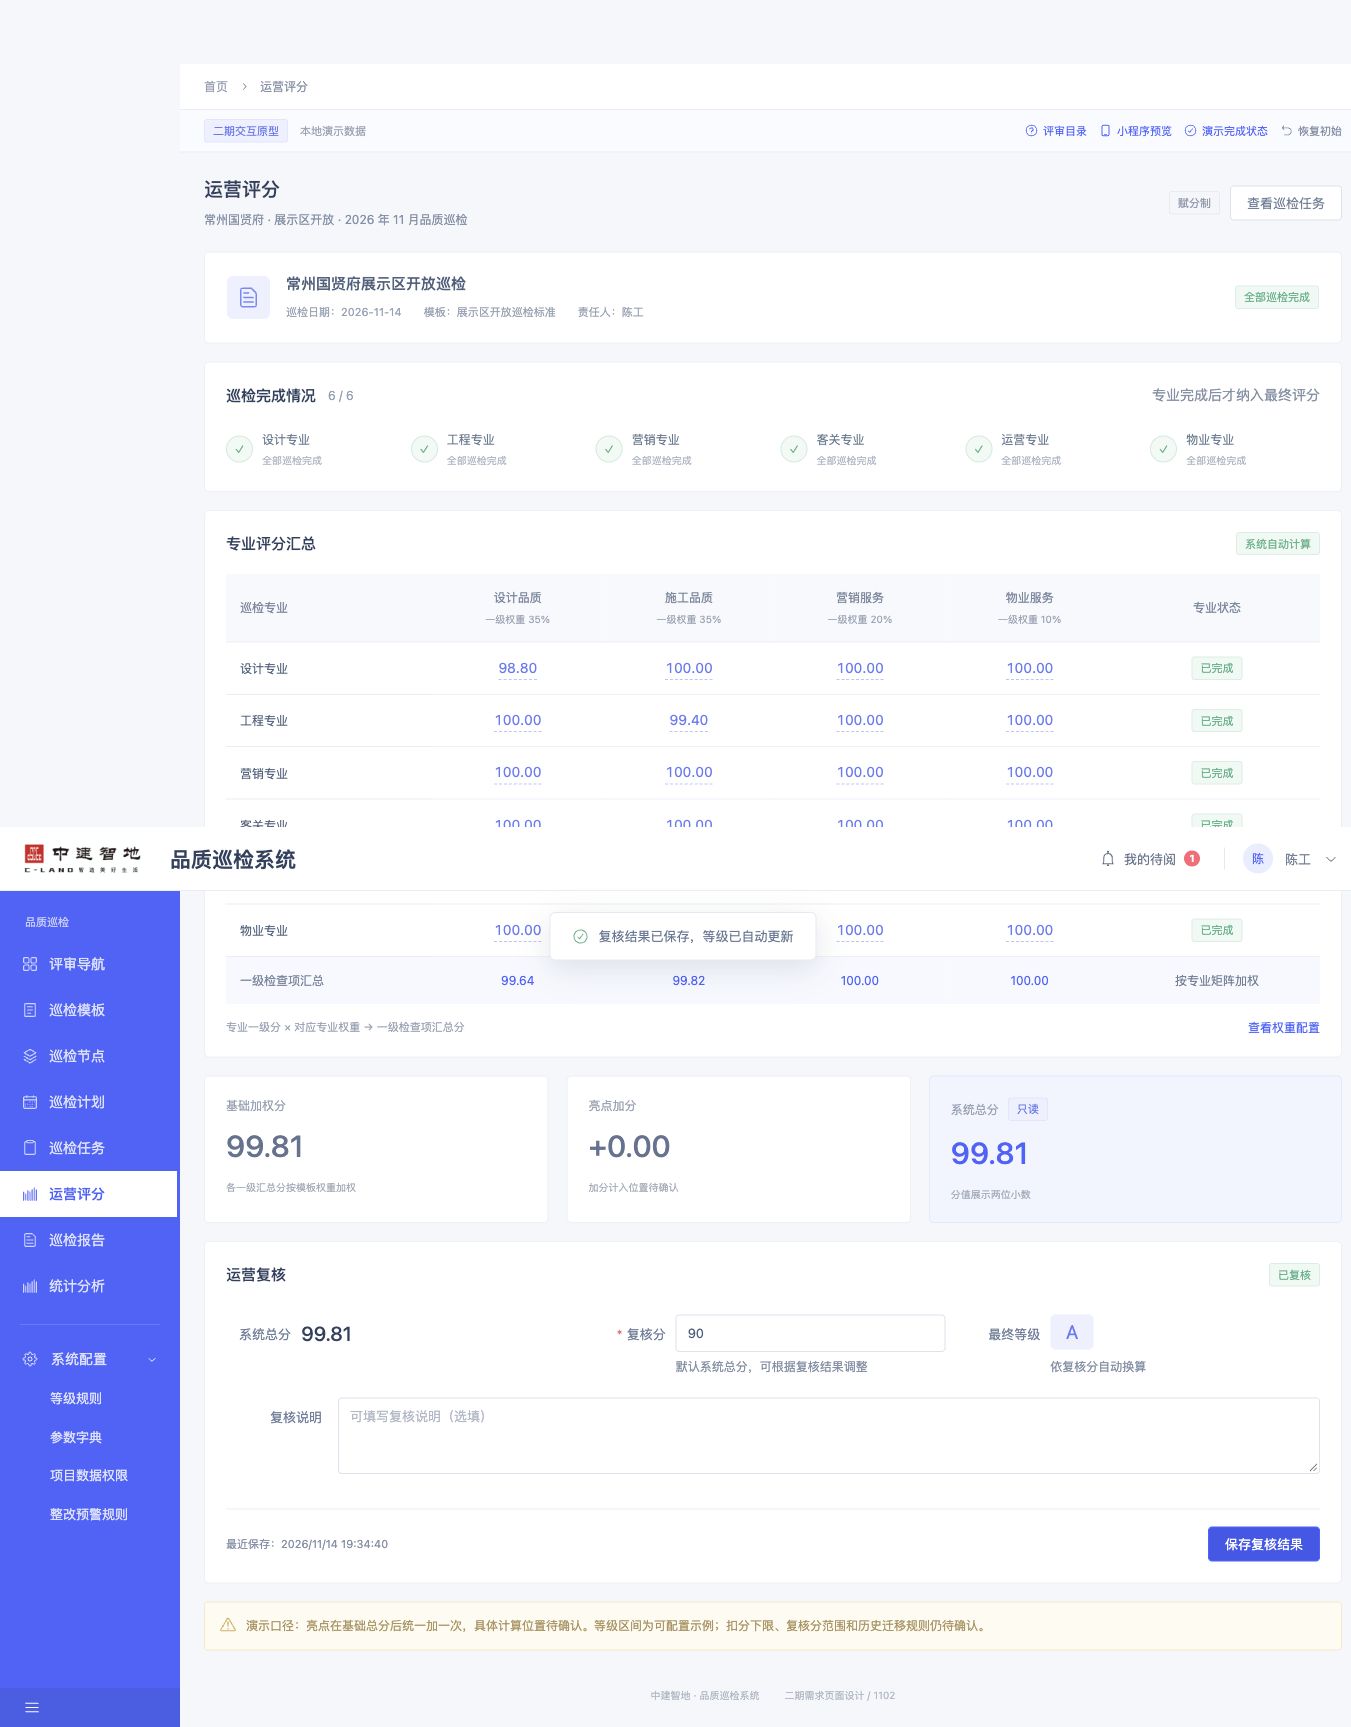 首页 > 运营评分
二期交互原型 本地演示数据 评审目录 小程序预览 演示完成状态 恢复初始
运营评分
常州国贤府 · 展示区开放 · 2026 年 11 月品质巡检
赋分制 查看巡检任务
常州国贤府展示区开放巡检
巡检日期：2026-11-14 模板：展示区开放巡检标准 责任人：陈工
全部巡检完成
巡检完成情况 6 / 6 专业完成后才纳入最终评分
设计专业 工程专业 营销专业 客关专业 运营专业 物业专业
全部巡检完成 全部巡检完成 全部巡检完成 全部巡检完成 全部巡检完成 全部巡检完成
专业评分汇总 系统自动计算
巡检专业 设计品质 施工品质 营销服务 物业服务 专业状态
一级权重 35% 一级权重 35% 一级权重 20% 一级权重 10%
设计专业 98.80 100.00 100.00 100.00 已完成
工程专业 100.00 99.40 100.00 100.00 已完成
营销专业 100.00 100.00 100.00 100.00 已完成
客关专业 100.00 100.00 100.00 100.00 已完成
中建智地
C-LAND 智造美好生活
品质巡检系统 我的待阅 1 陈 陈工
物业专业 100.00 100.00 100.00 已完成
复核结果已保存，等级已自动更新
一级检查项汇总 99.64 99.82 100.00 100.00 按专业矩阵加权
专业一级分 × 对应专业权重 → 一级检查项汇总分 查看权重配置
基础加权分
99.81
各一级汇总分按模板权重加权
亮点加分
+0.00
加分计入位置待确认
系统总分 只读
99.81
分值展示两位小数
运营复核 已复核
系统总分 99.81 * 复核分 90 最终等级 A
默认系统总分，可根据复核结果调整 依复核分自动换算
复核说明 可填写复核说明（选填）
最近保存：2026/11/14 19:34:40 保存复核结果
演示口径：亮点在基础总分后统一加一次，具体计算位置待确认。等级区间为可配置示例；扣分下限、复核分范围和历史迁移规则仍待确认。
中建智地 · 品质巡检系统 二期需求页面设计 / 1102
品质巡检
评审导航
巡检模板
巡检节点
巡检计划
巡检任务
运营评分
巡检报告
统计分析
系统配置
等级规则
参数字典
项目数据权限
整改预警规则